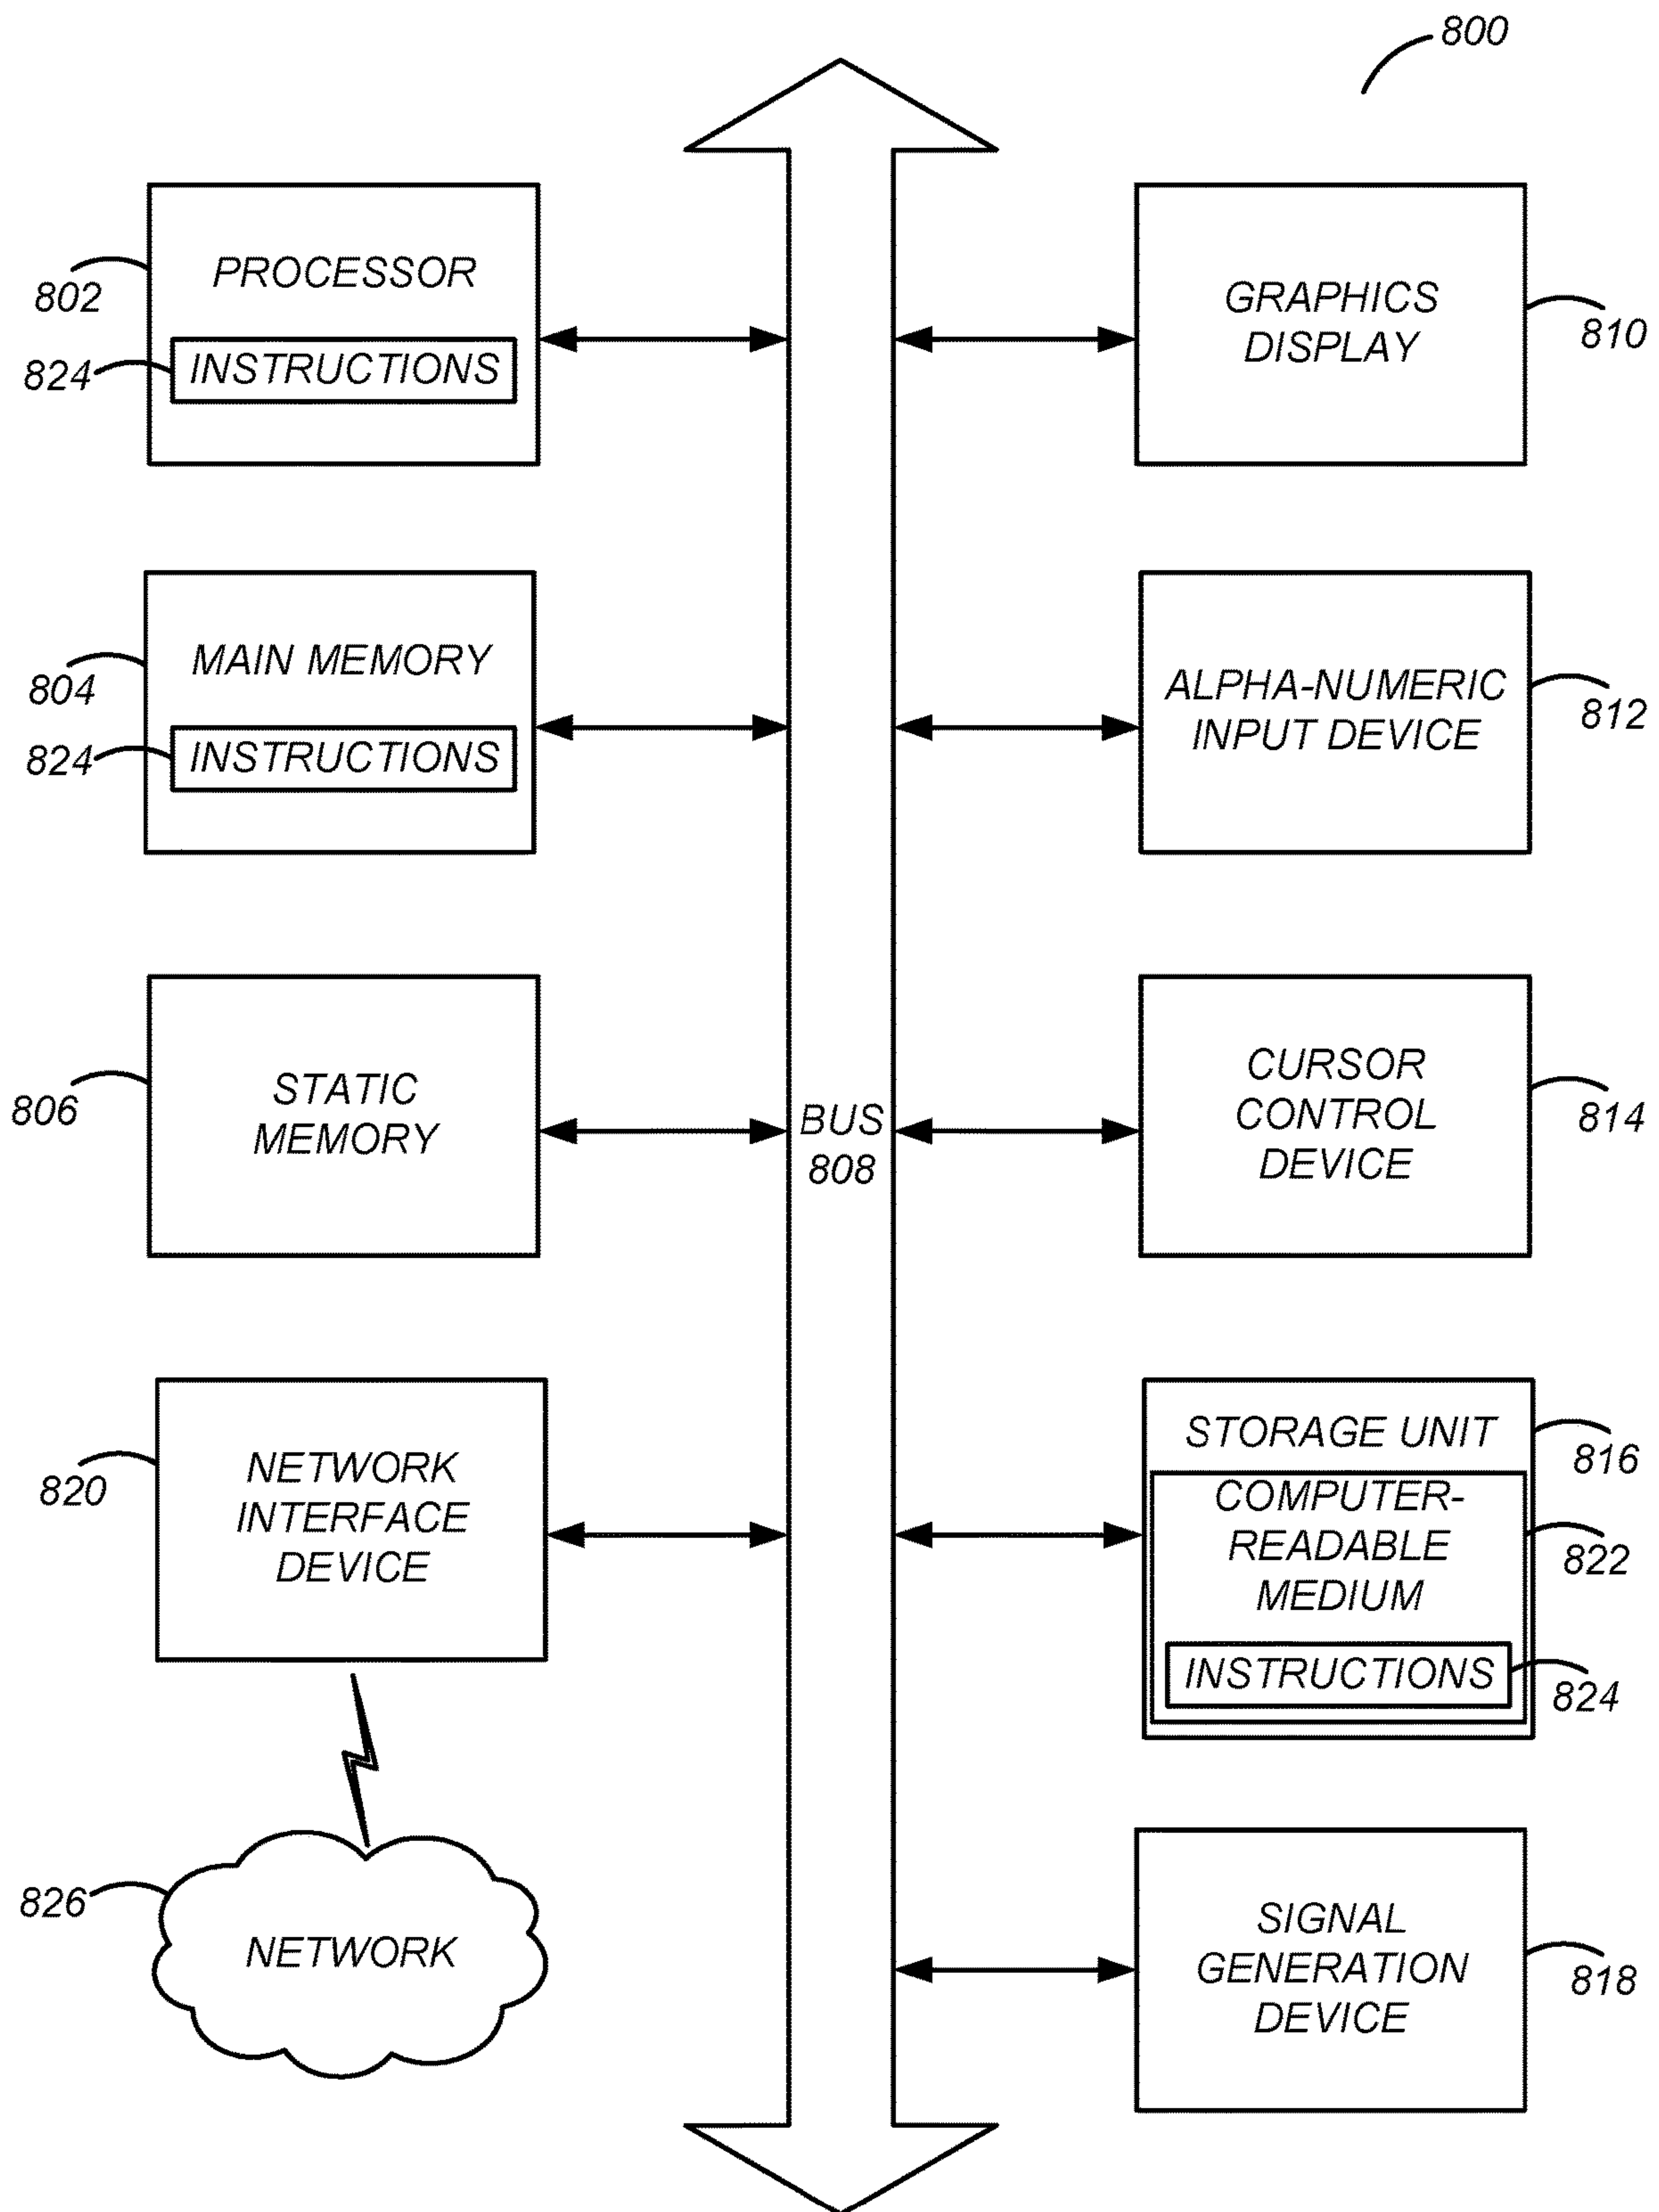 800
PROCESSOR
802
824
INSTRUCTIONS
GRAPHICS
DISPLAY
810
MAIN MEMORY
804
824
INSTRUCTIONS
ALPHA-NUMERIC
INPUT DEVICE
812
STATIC
MEMORY
806
BUS
808
CURSOR
CONTROL
DEVICE
814
NETWORK
INTERFACE
DEVICE
820
STORAGE UNIT
816
COMPUTER-
READABLE
MEDIUM
822
INSTRUCTIONS
824
826
NETWORK
SIGNAL
GENERATION
DEVICE
818